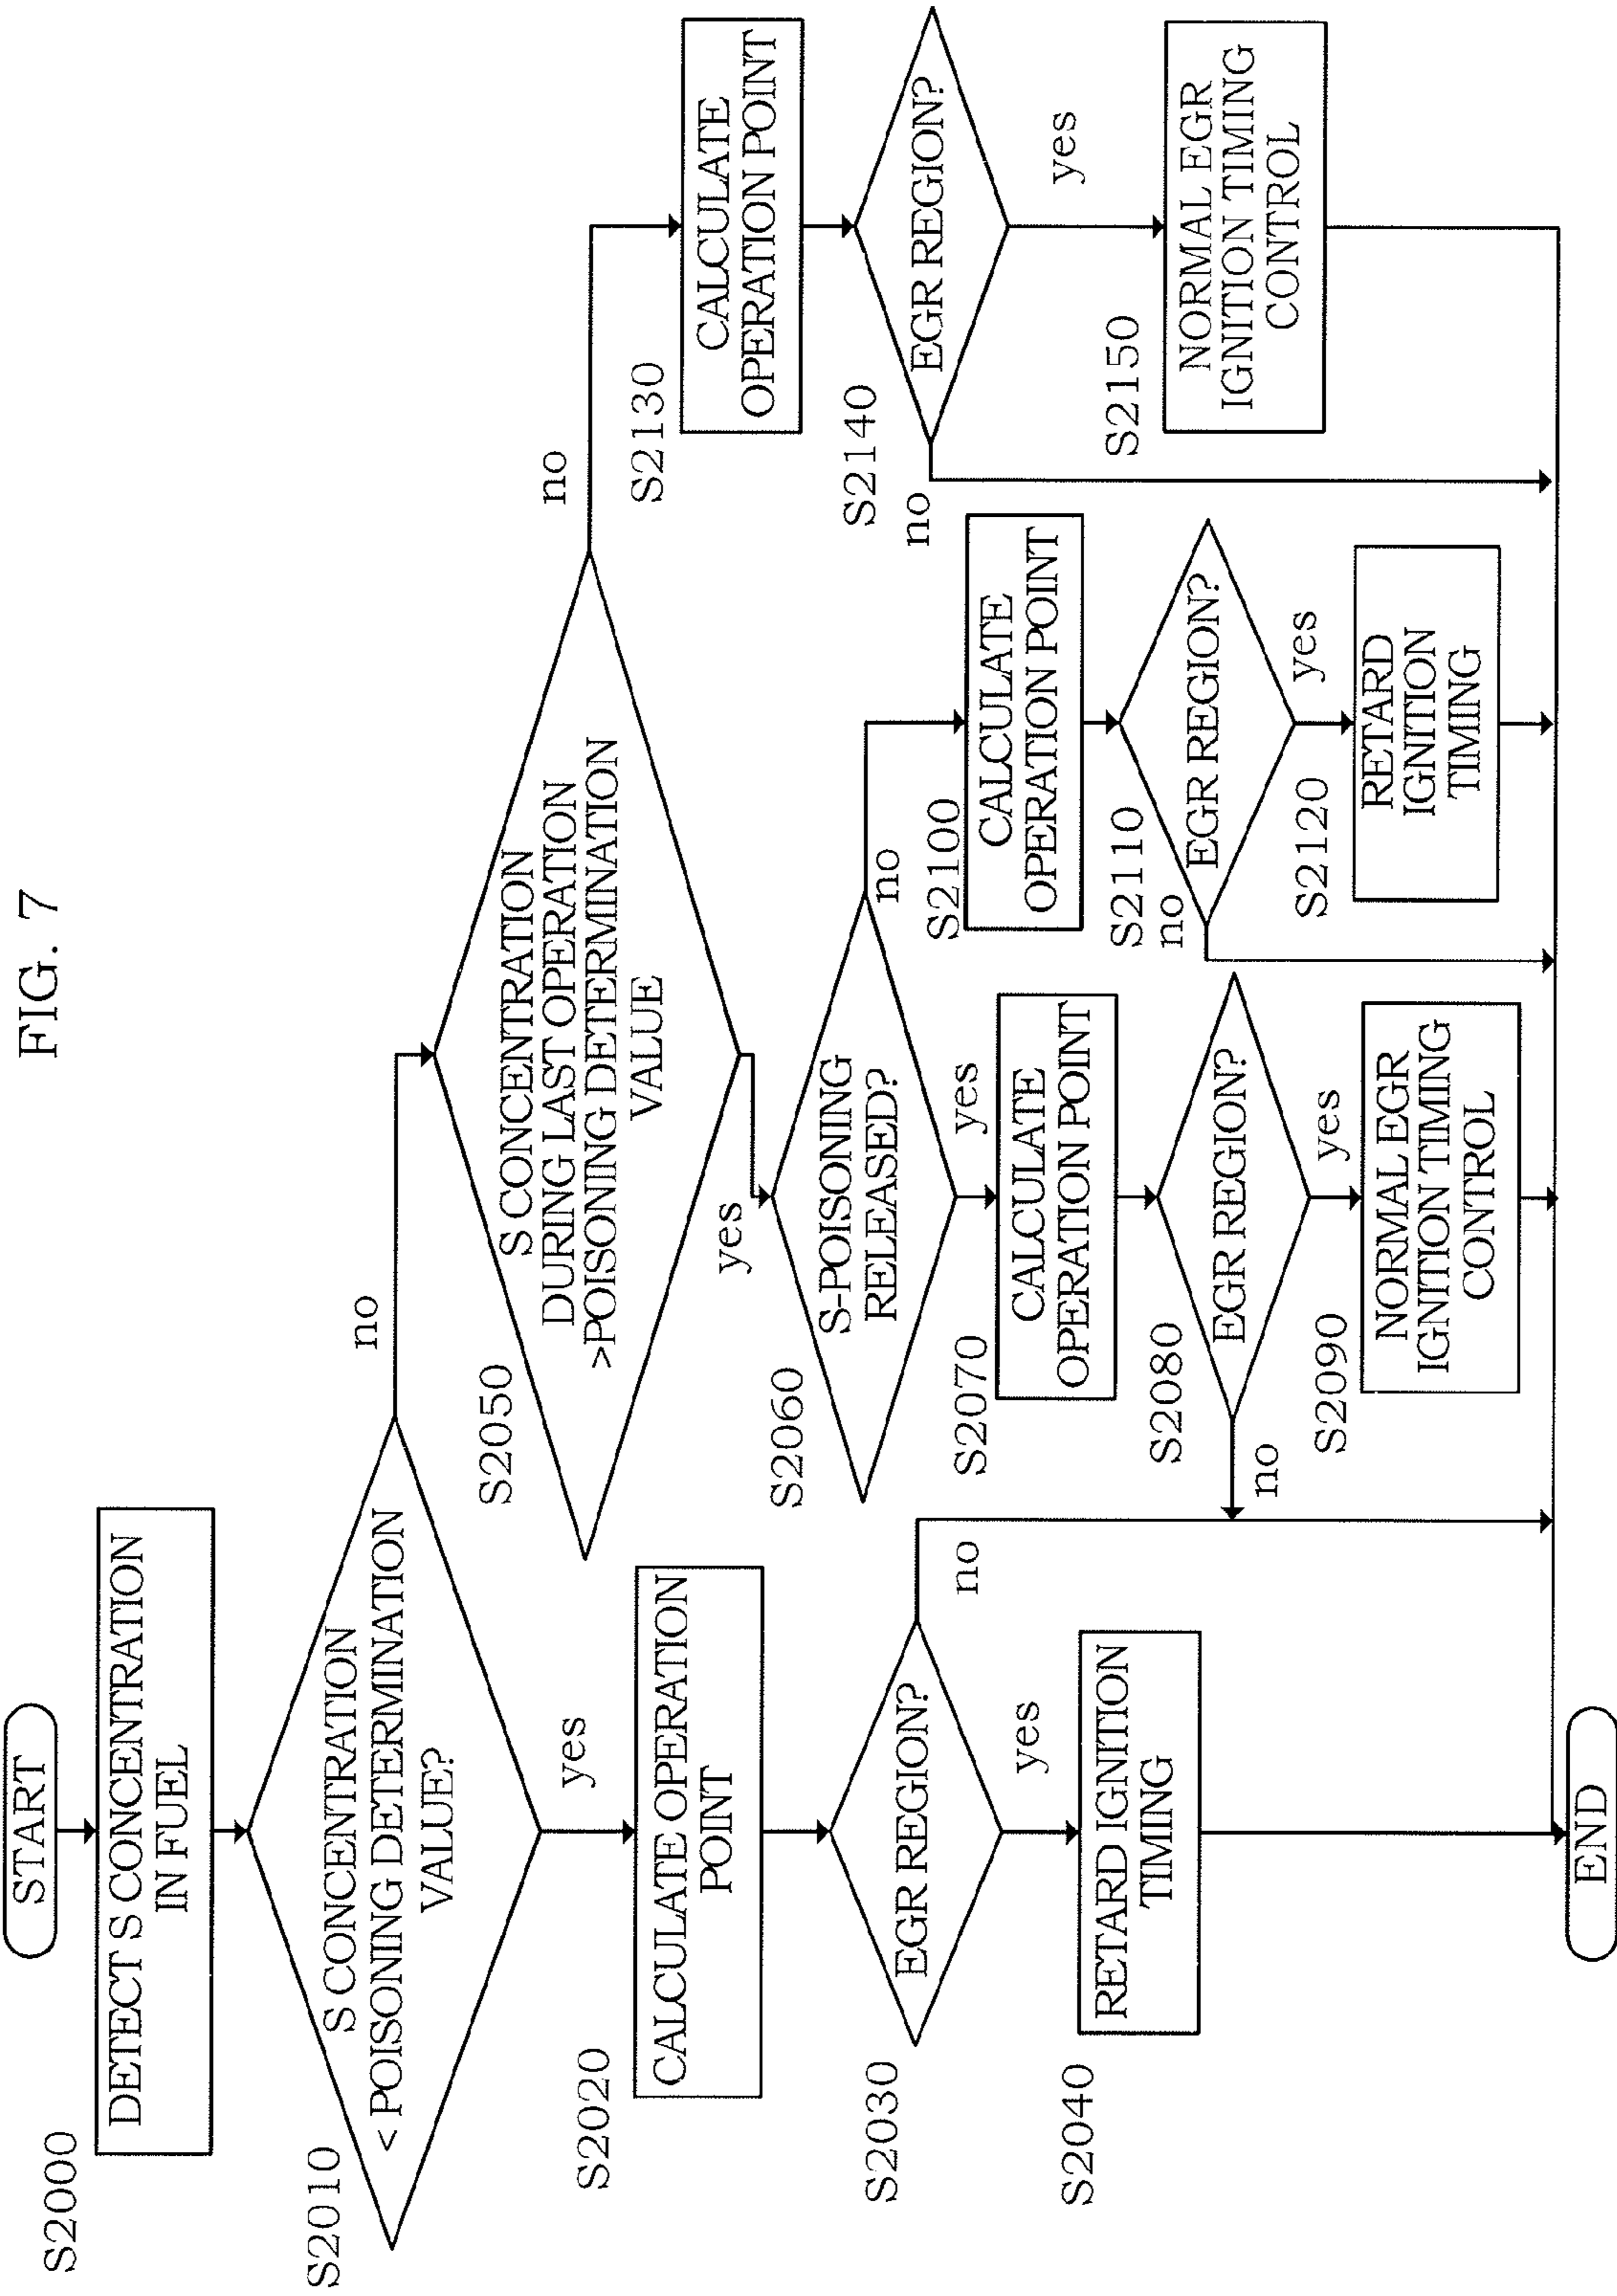 FIG. 7
START
S2000
DETECT S CONCENTRATION
IN FUEL
S2010
S CONCENTRATION
< POISONING DETERMINATION
VALUE?
no
yes
S2020
CALCULATE OPERATION
POINT
S2030
EGR REGION?
no
yes
S2040
RETARD IGNITION
TIMING
S2050
S CONCENTRATION
DURING LAST OPERATION
>POISONING DETERMINATION
VALUE
no
yes
S2060
S-POISONING
RELEASED?
no
yes
S2070
CALCULATE
OPERATION POINT
S2080
EGR REGION?
no
yes
S2090
NORMAL EGR
IGNITION TIMING
CONTROL
S2100
CALCULATE
OPERATION POINT
S2110
EGR REGION?
no
yes
S2120
RETARD
IGNITION
TIMING
S2130
CALCULATE
OPERATION POINT
S2140
EGR REGION?
no
yes
S2150
NORMAL EGR
IGNITION TIMING
CONTROL
END